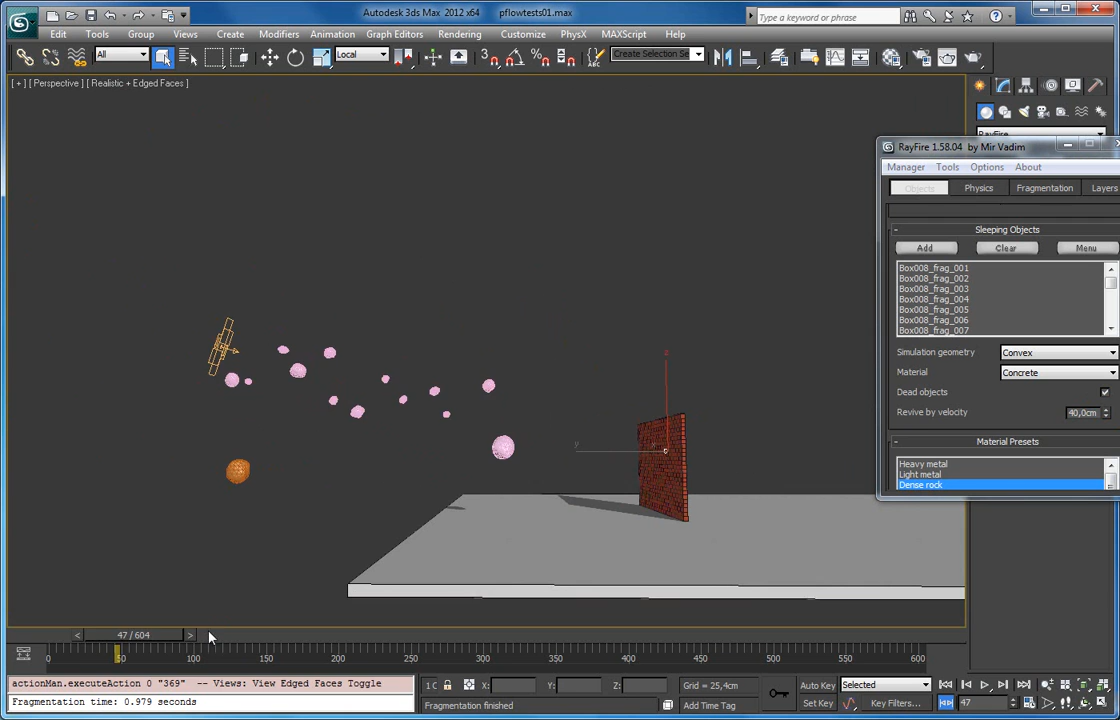 Autodesk 3ds Max 2012 x64 pflowtests01.max
Type a keyword or phrase
Edit Tools Group Views Create Modifiers Animation Graph Editors Rendering Customize PhysX MAXScript Help
All Local Create Selection Se
[ + ] [ Perspective ] [ Realistic + Edged Faces ]
RayFire
RayFire 1.58.04 by Mir Vadim
Manager Tools Options About
Objects Physics Fragmentation Layers
- Sleeping Objects
Add Clear Menu
Box008_frag_001
Box008_frag_002
Box008_frag_003
Box008_frag_004
Box008_frag_005
Box008_frag_006
Box008_frag_007
Simulation geometry Convex
Material Concrete
Dead objects
Revive by velocity 40,0cm
- Material Presets
Heavy metal
Light metal
Dense rock
z
y
x
< 47 / 604 >
0 50 100 150 200 250 300 350 400 450 500 550 600
actionMan.executeAction 0 "369" -- Views: View Edged Faces Toggle
Fragmentation time: 0.979 seconds
1 C X: Y: Z: Grid = 25,4cm
Fragmentation finished
Add Time Tag
Auto Key Selected
Set Key Key Filters...
47